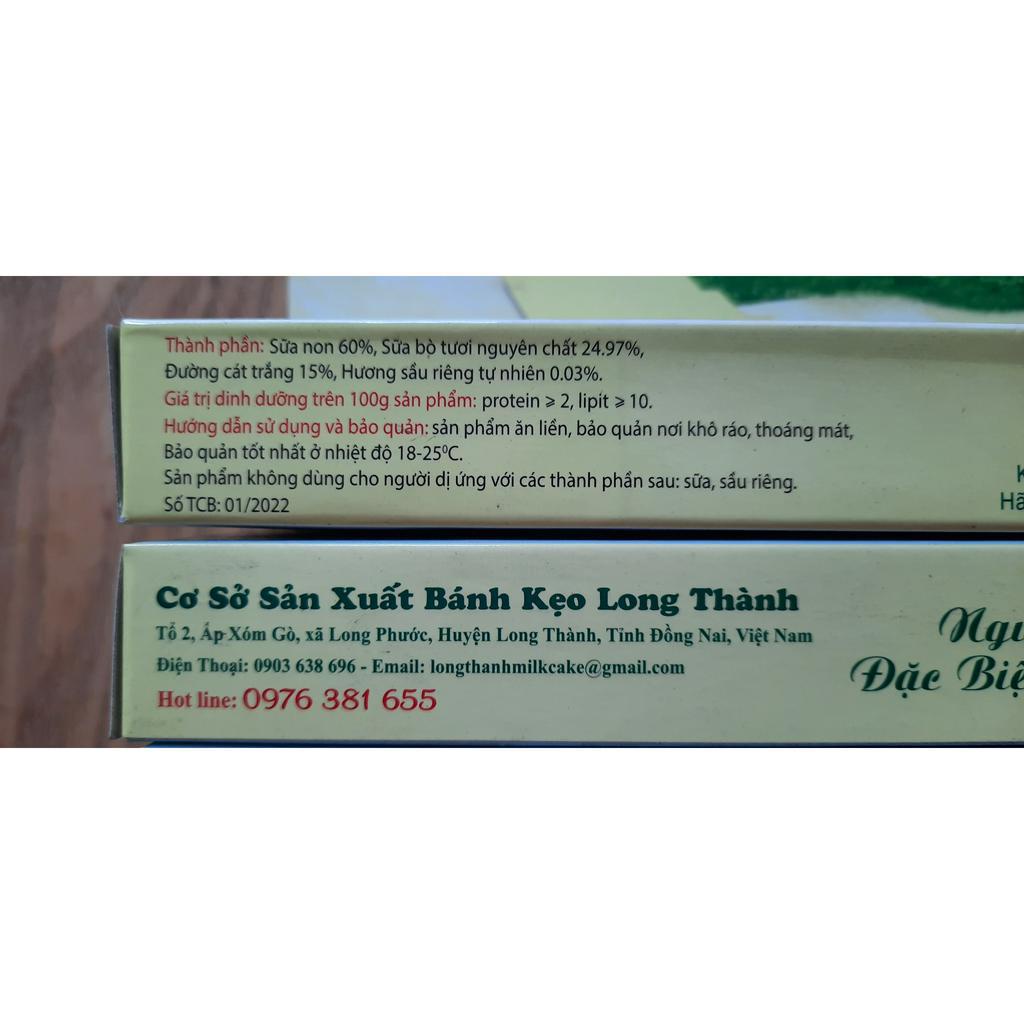 Thành phần: Sữa non 60%, Sữa bò tươi nguyên chất 24.97%,
Đường cát trắng 15%, Hương sầu riêng tự nhiên 0.03%.
Giá trị dinh dưỡng trên 100g sản phẩm: protein ⩾ 2, lipit ⩾ 10.
Hướng dẫn sử dụng và bảo quản: sản phẩm ăn liền, bảo quản nơi khô ráo, thoáng mát,
Bảo quản tốt nhất ở nhiệt độ 18-25⁰C.
Sản phẩm không dùng cho người dị ứng với các thành phần sau: sữa, sầu riêng.
Số TCB: 01/2022
Hã
Cơ Sở Sản Xuất Bánh Kẹo Long Thành
Tổ 2, Ấp Xóm Gò, xã Long Phước, Huyện Long Thành, Tỉnh Đồng Nai, Việt Nam
Điện Thoại: 0903 638 696 - Email: longthanhmilkcake@gmail.com
Hot line: 0976 381 655
Ngu
Đặc Biệ